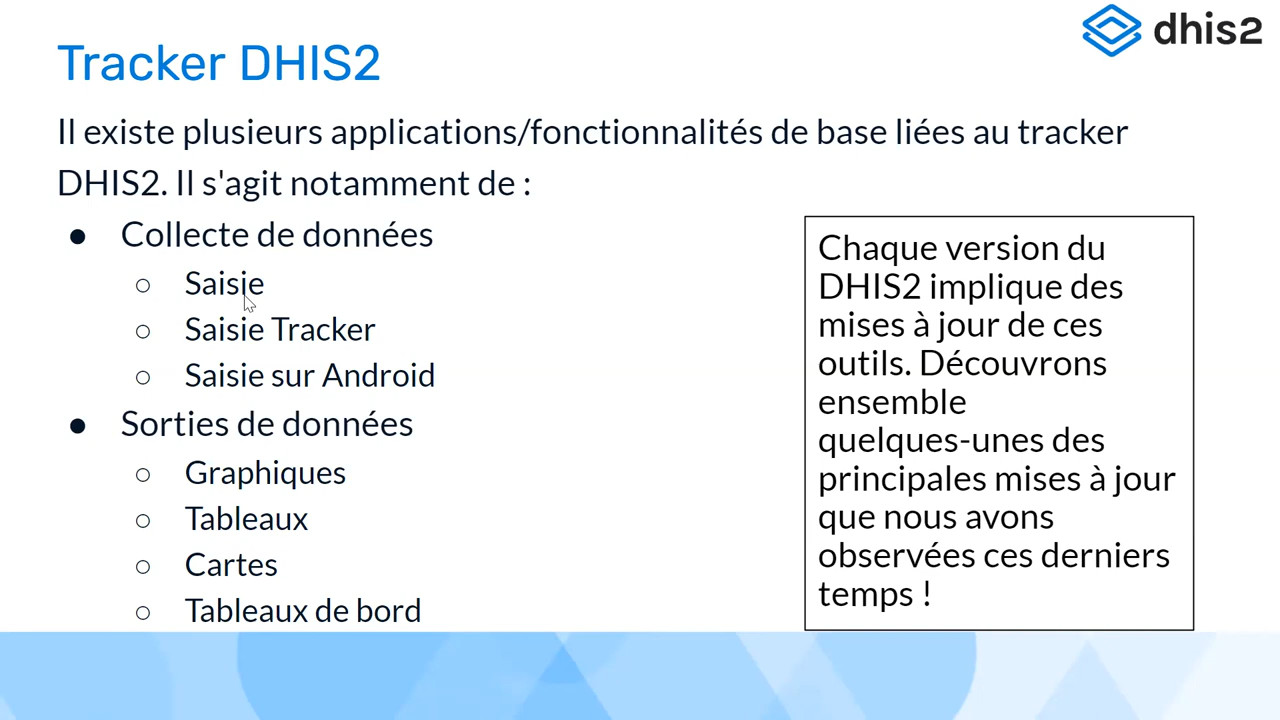 dhis2
Tracker DHIS2
Il existe plusieurs applications/fonctionnalités de base liées au tracker
DHIS2. Il s'agit notamment de :
● Collecte de données
○ Saisie
○ Saisie Tracker
○ Saisie sur Android
● Sorties de données
○ Graphiques
○ Tableaux
○ Cartes
○ Tableaux de bord
Chaque version du
DHIS2 implique des
mises à jour de ces
outils. Découvrons
ensemble
quelques-unes des
principales mises à jour
que nous avons
observées ces derniers
temps !